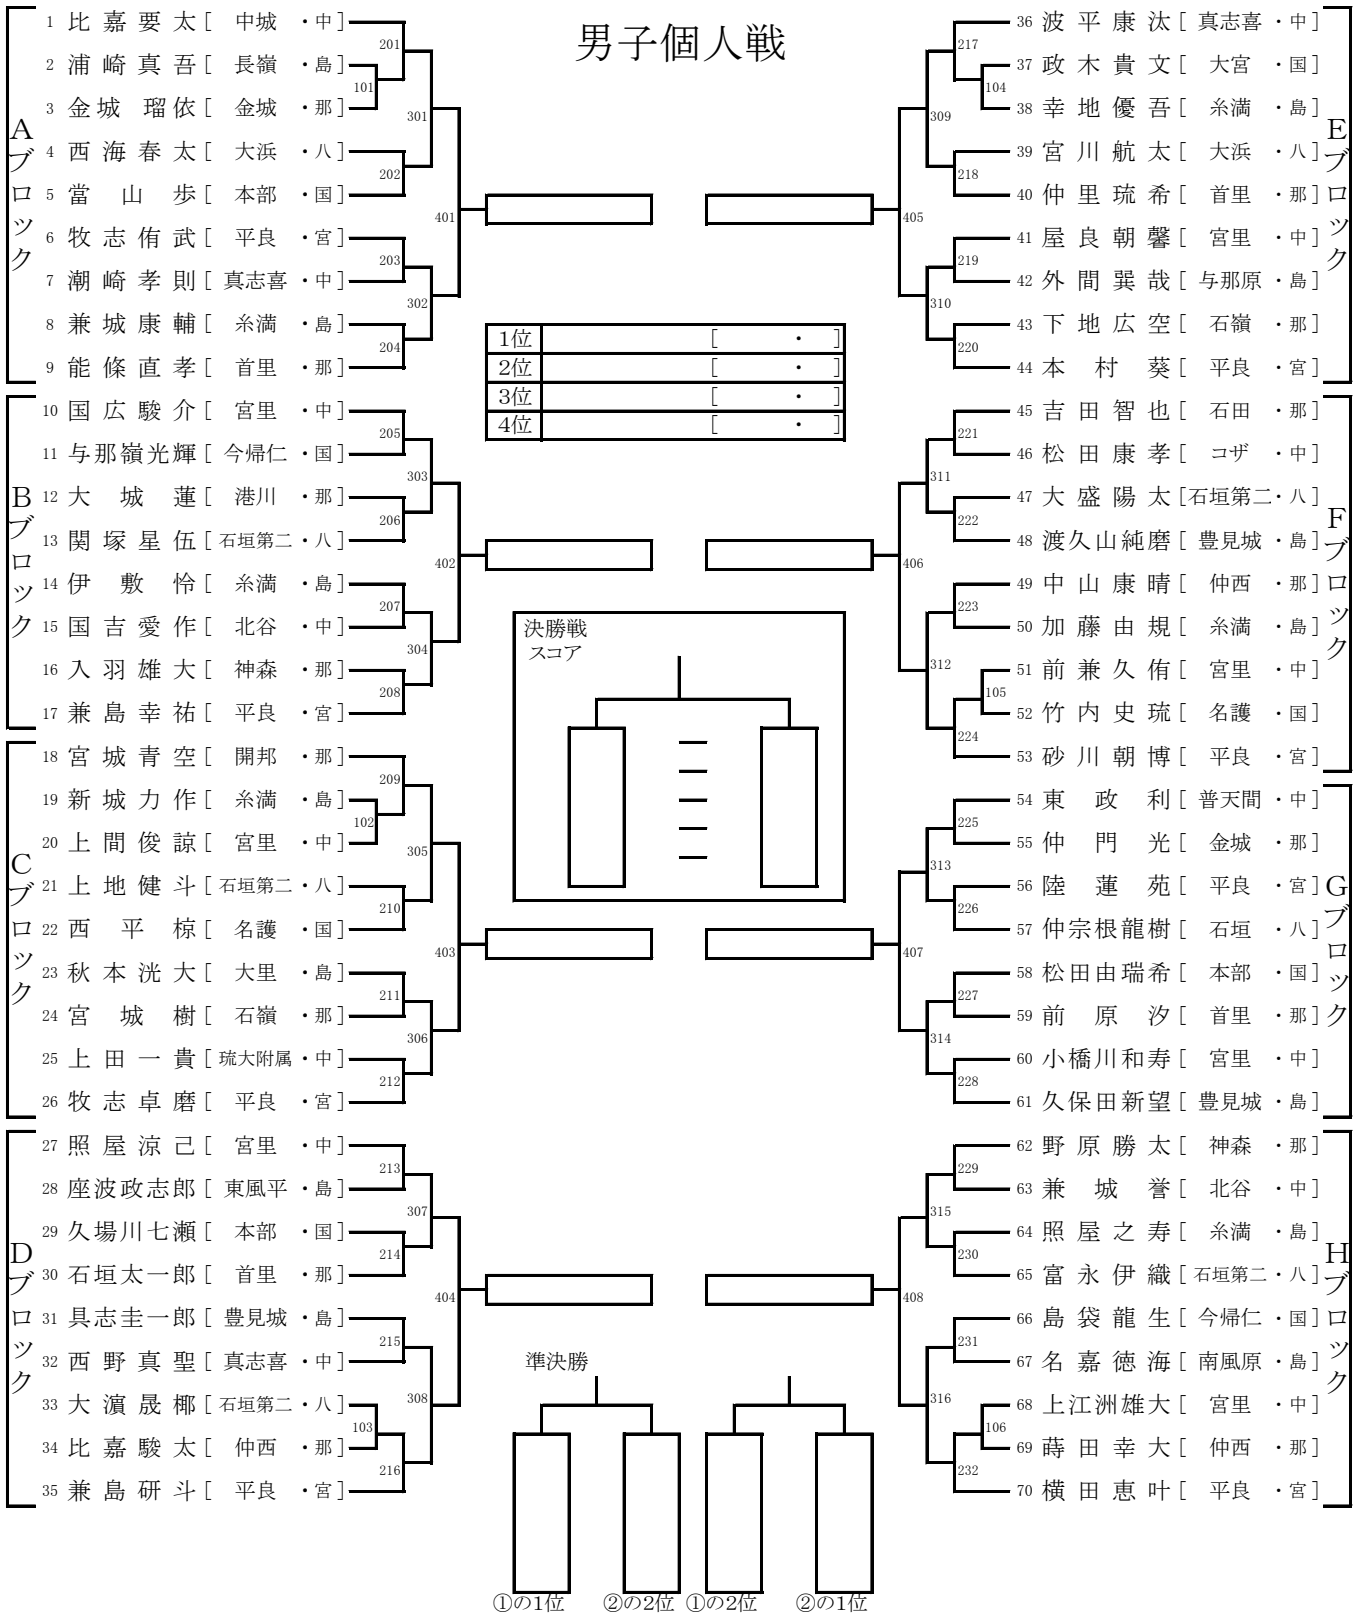 男子個人戦
Aブロック
1 比嘉要太[ 中城 ・中]
2 浦崎真吾[ 長嶺 ・島]
3 金城 瑠依[ 金城 ・那]
4 西海春太[ 大浜 ・八]
5 當山歩[ 本部 ・国]
6 牧志侑武[ 平良 ・宮]
7 潮崎孝則[ 真志喜 ・中]
8 兼城康輔[ 糸満 ・島]
9 能條直孝[ 首里 ・那]
201
101
301
202
401
203
302
204
Bブロック
10 国広駿介[ 宮里 ・中]
11 与那嶺光輝[ 今帰仁 ・国]
12 大城蓮[ 港川 ・那]
13 関塚星伍[ 石垣第二 ・八]
14 伊敷怜[ 糸満 ・島]
15 国吉愛作[ 北谷 ・中]
16 入羽雄大[ 神森 ・那]
17 兼島幸祐[ 平良 ・宮]
205
303
206
402
207
304
208
Cブロック
18 宮城青空[ 開邦 ・那]
19 新城力作[ 糸満 ・島]
20 上間俊諒[ 宮里 ・中]
21 上地健斗[ 石垣第二 ・八]
22 西平椋[ 名護 ・国]
23 秋本洸大[ 大里 ・島]
24 宮城樹[ 石嶺 ・那]
25 上田一貴[ 琉大附属 ・中]
26 牧志卓磨[ 平良 ・宮]
209
102
305
210
403
211
306
212
Dブロック
27 照屋涼己[ 宮里 ・中]
28 座波政志郎[ 東風平 ・島]
29 久場川七瀬[ 本部 ・国]
30 石垣太一郎[ 首里 ・那]
31 具志圭一郎[ 豊見城 ・島]
32 西野真聖[ 真志喜 ・中]
33 大濵晟椰[ 石垣第二 ・八]
34 比嘉駿太[ 仲西 ・那]
35 兼島研斗[ 平良 ・宮]
213
307
214
404
215
308
103
216
1位 [ ・ ]
2位 [ ・ ]
3位 [ ・ ]
4位 [ ・ ]
決勝戦
スコア
準決勝
①の1位 ②の2位 ①の2位 ②の1位
Eブロック
36 波平康汰[ 真志喜 ・中]
37 政木貴文[ 大宮 ・国]
38 幸地優吾[ 糸満 ・島]
39 宮川航太[ 大浜 ・八]
40 仲里琉希[ 首里 ・那]
41 屋良朝馨[ 宮里 ・中]
42 外間巽哉[ 与那原 ・島]
43 下地広空[ 石嶺 ・那]
44 本村葵[ 平良 ・宮]
217
104
309
218
405
219
310
220
Fブロック
45 吉田智也[ 石田 ・那]
46 松田康孝[ コザ ・中]
47 大盛陽太[石垣第二・八]
48 渡久山純磨[ 豊見城 ・島]
49 中山康晴[ 仲西 ・那]
50 加藤由規[ 糸満 ・島]
51 前兼久侑[ 宮里 ・中]
52 竹内史琉[ 名護 ・国]
53 砂川朝博[ 平良 ・宮]
221
311
222
406
223
312
105
224
Gブロック
54 東政利[ 普天間 ・中]
55 仲門光[ 金城 ・那]
56 陸蓮苑[ 平良 ・宮]
57 仲宗根龍樹[ 石垣 ・八]
58 松田由瑞希[ 本部 ・国]
59 前原汐[ 首里 ・那]
60 小橋川和寿[ 宮里 ・中]
61 久保田新望[ 豊見城 ・島]
225
313
226
407
227
314
228
Hブロック
62 野原勝太[ 神森 ・那]
63 兼城誉[ 北谷 ・中]
64 照屋之寿[ 糸満 ・島]
65 富永伊織[ 石垣第二 ・八]
66 島袋龍生[ 今帰仁 ・国]
67 名嘉徳海[ 南風原 ・島]
68 上江洲雄大[ 宮里 ・中]
69 蒔田幸大[ 仲西 ・那]
70 横田恵叶[ 平良 ・宮]
229
315
230
408
231
316
106
232